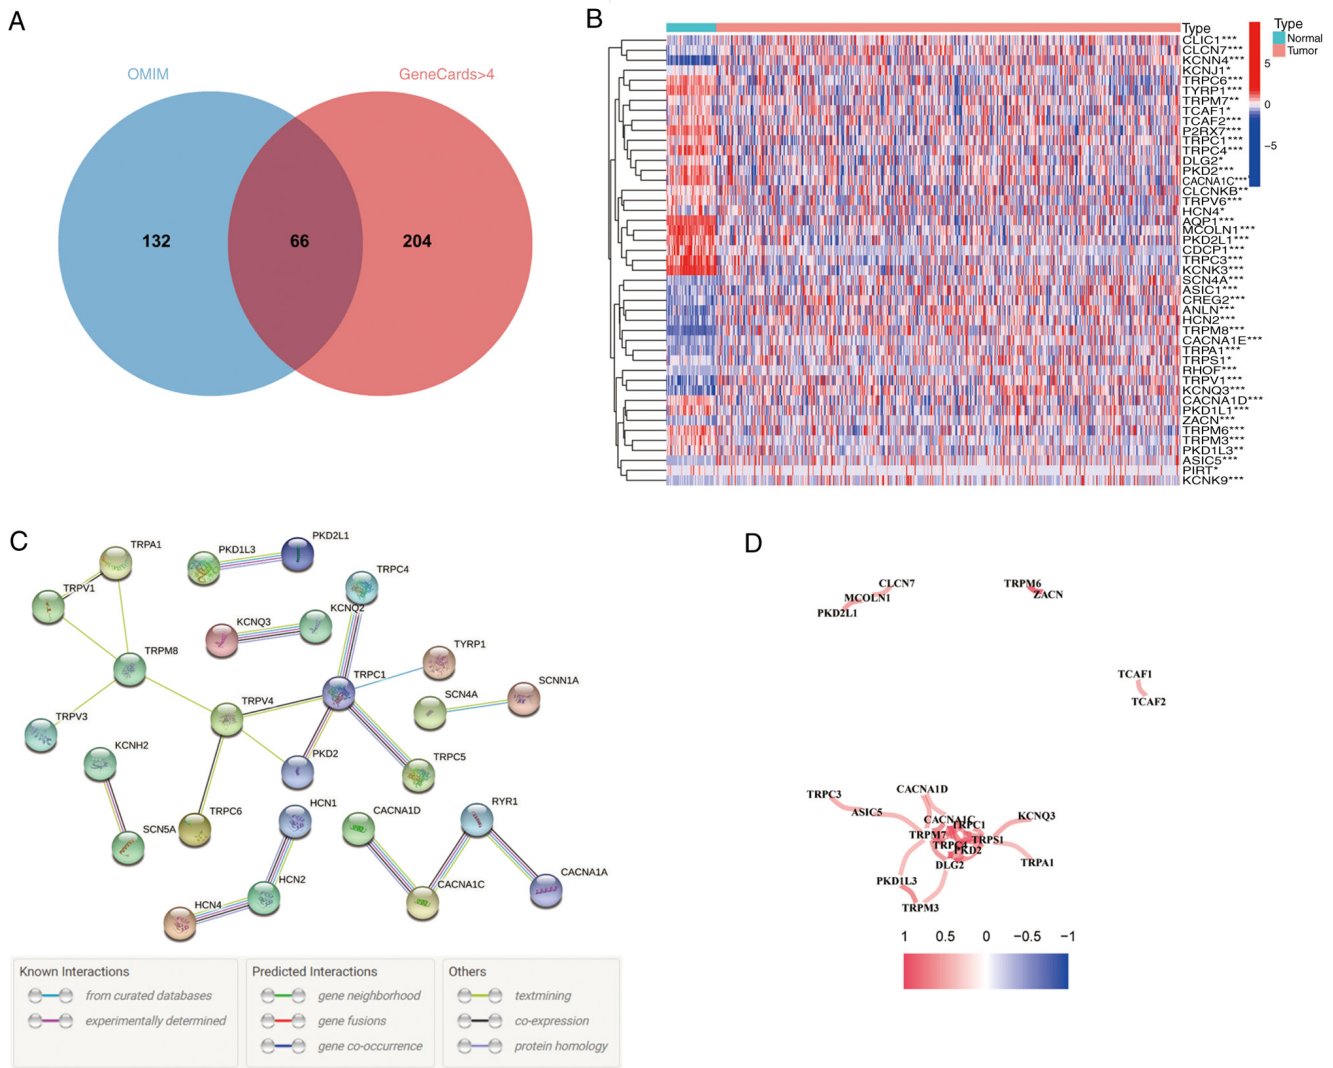 A
OMIM
GeneCards>4
132
66
204
B
Type
CLIC1***
CLCN7***
KCNN4***
KCNJ1*
TRPC6***
TYRP1***
TRPM7**
TCAF1*
TCAF2***
P2RX7***
TRPC1***
TRPC4***
DLG2*
PKD2***
CACNA1C***
CLCNKB**
TRPV6***
HCN4*
AQP1***
MCOLN1***
PKD2L1***
CDCP1***
TRPC3***
KCNK3***
SCN4A***
ASIC1***
CREG2***
ANLN***
HCN2***
TRPM8***
CACNA1E***
TRPA1***
TRPS1*
RHOF***
TRPV1***
KCNQ3***
CACNA1D***
PKD1L1***
ZACN***
TRPM6***
TRPM3***
PKD1L3**
ASIC5***
PIRT*
KCNK9***
5
0
−5
Type
Normal
Tumor
C
TRPA1
PKD1L3
PKD2L1
TRPV1
TRPC4
KCNQ3
KCNQ2
TRPM8
TYRP1
TRPC1
SCNN1A
SCN4A
TRPV4
TRPV3
KCNH2
PKD2
TRPC5
TRPC6
HCN1
CACNA1D
RYR1
SCN5A
HCN2
CACNA1C
CACNA1A
HCN4
Known Interactions
from curated databases
experimentally determined
Predicted Interactions
gene neighborhood
gene fusions
gene co-occurrence
Others
textmining
co-expression
protein homology
D
CLCN7
MCOLN1
PKD2L1
TRPM6
ZACN
TCAF1
TCAF2
TRPC3
CACNA1D
ASIC5
CACNA1C
TRPC1
KCNQ3
TRPM7
TRPS1
TRPC4
PKD2
DLG2
TRPA1
PKD1L3
TRPM3
1 0.5 0 −0.5 −1